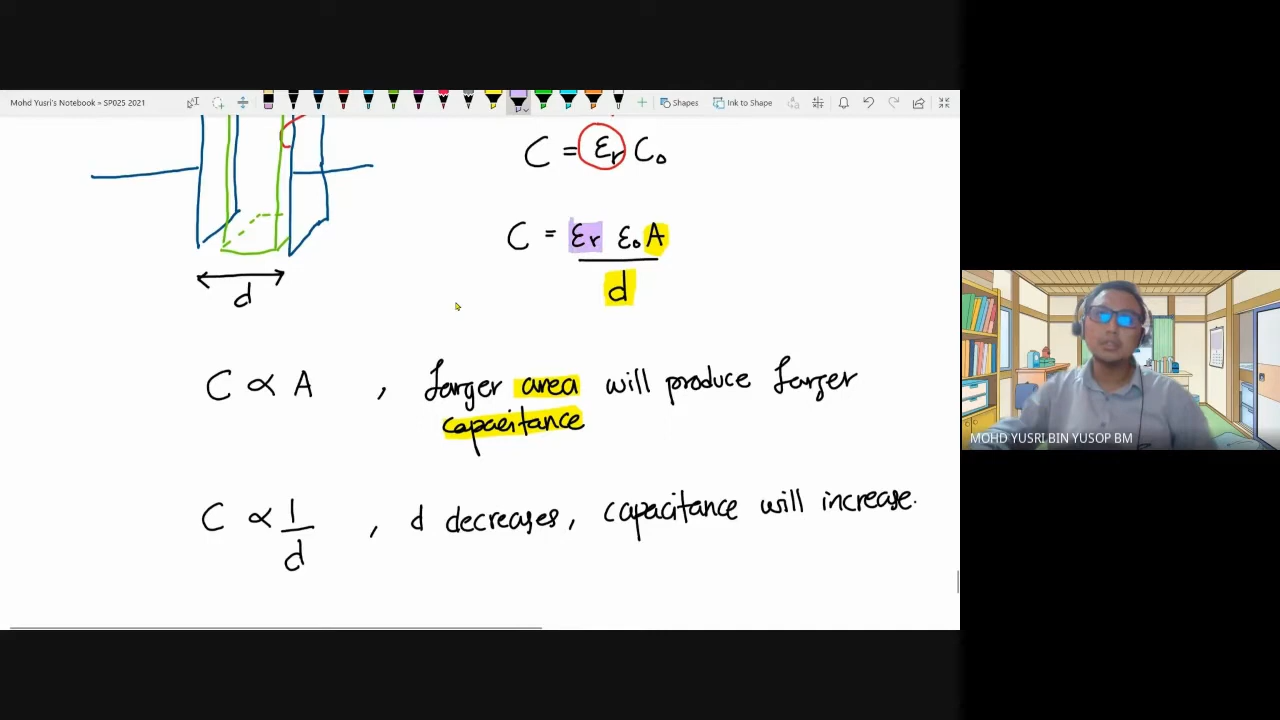 Mohd Yusri's Notebook » SP025 2021
Shapes
Ink to Shape
C = εr C₀
C = εr ε₀ A
d
d
C ∝ A , larger area will produce larger
capacitance
C ∝ 1/d , d decreases, capacitance will increase.
MOHD YUSRI BIN YUSOP BM